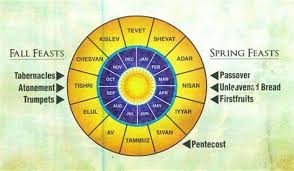 FALL FEASTS
Tabernacles
Atonement
Trumpets
TEVET
SHEVAT
ADAR
NISAN
IYYAR
SIVAN
TAMMUZ
AV
ELUL
TISHRI
CHESVAN
KISLEV
DEC
JAN
FEB
MAR
APR
MAY
JUN
JUL
AUG
SEP
OCT
NOV
SPRING FEASTS
Passover
Unleavened Bread
Firstfruits
Pentecost